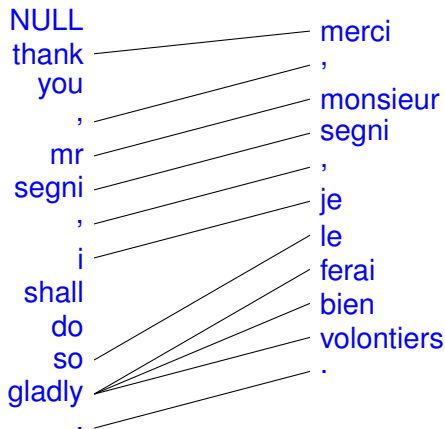 NULL
thank
you
,
mr
segni
,
i
shall
do
so
gladly
.
merci
,
monsieur
segni
,
je
le
ferai
bien
volontiers
.